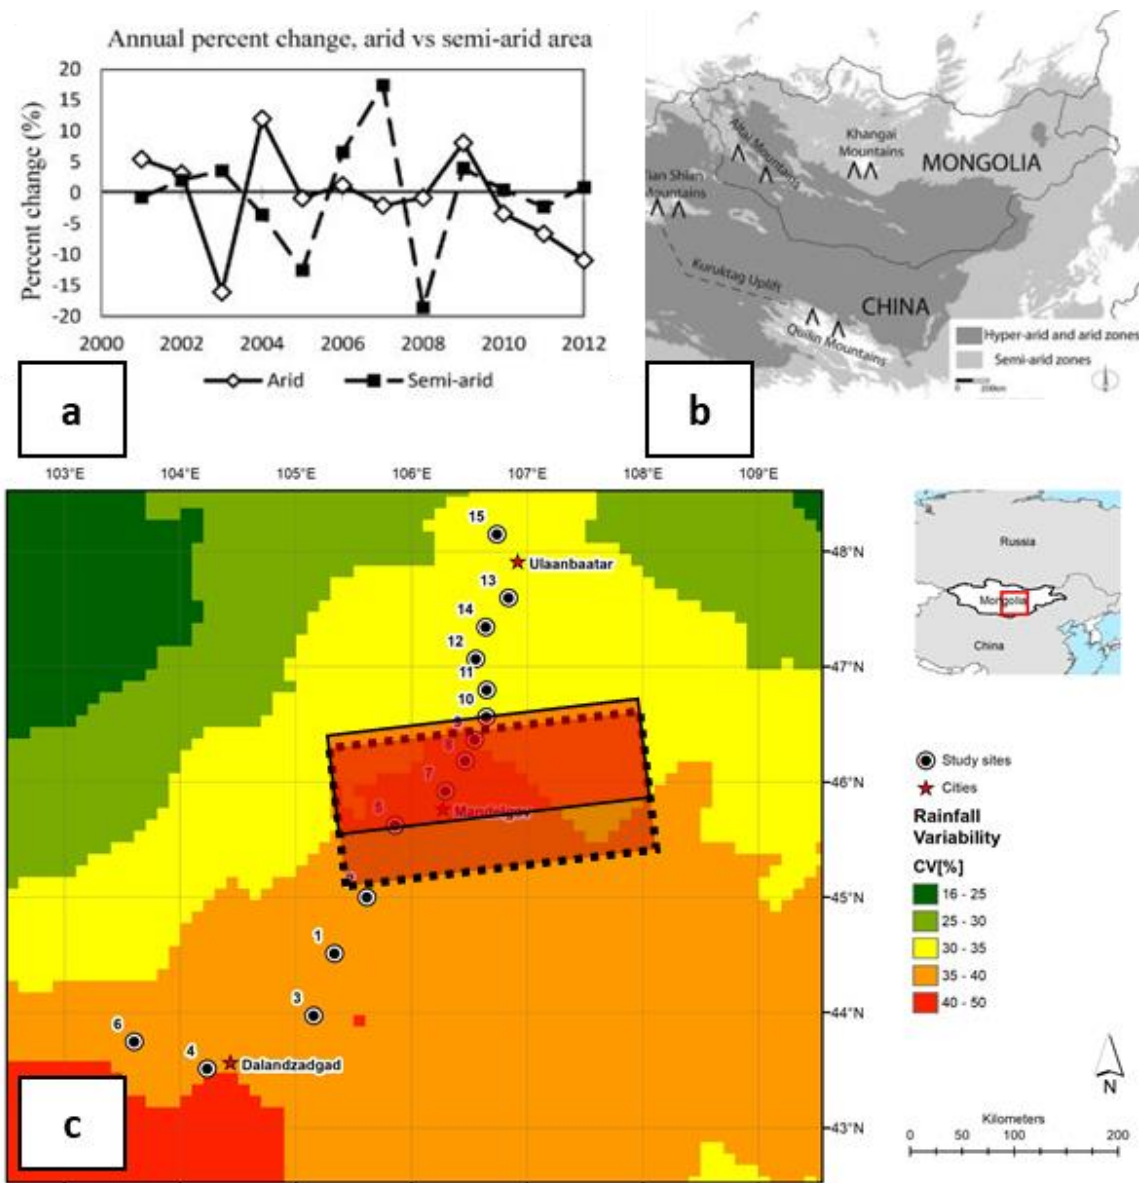 Annual percent change, arid vs semi-arid area
Percent change (%)
20
15
10
5
0
-5
-10
-15
-20
2000 2002 2004 2006 2008 2010 2012
Arid Semi-arid
a
Altai Mountains
Khangai
Mountains
MONGOLIA
Tian Shian
Mountains
Kuruktag Uplift
CHINA
Quilin Mountains
Hyper-arid and arid zones
Semi-arid zones
0 200km
b
103°E 104°E 105°E 106°E 107°E 108°E 109°E
15
Ulaanbaatar
13
14
12
11
10
9
8
7
5
2
1
3
6
4
Dalandzadgad
48°N
47°N
46°N
45°N
44°N
43°N
c
Russia
Mongolia
China
Study sites
Cities
Rainfall
Variability
CV[%]
16 - 25
25 - 30
30 - 35
35 - 40
40 - 50
N
Kilometers
0 50 100 200